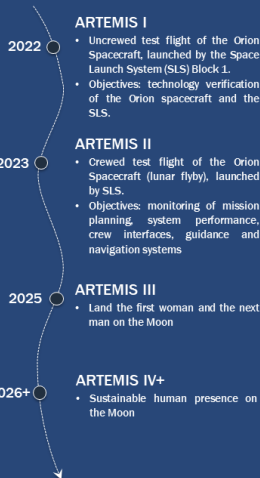 ARTEMIS I
2022
• Uncrewed test flight of the Orion
Spacecraft, launched by the Space
Launch System (SLS) Block 1.
• Objectives: technology verification
of the Orion spacecraft and the
SLS.
ARTEMIS II
2023
• Crewed test flight of the Orion
Spacecraft (lunar flyby), launched
by SLS.
• Objectives: monitoring of mission
planning, system performance,
crew interfaces, guidance and
navigation systems
ARTEMIS III
2025
• Land the first woman and the next
man on the Moon
ARTEMIS IV+
026+
• Sustainable human presence on
the Moon